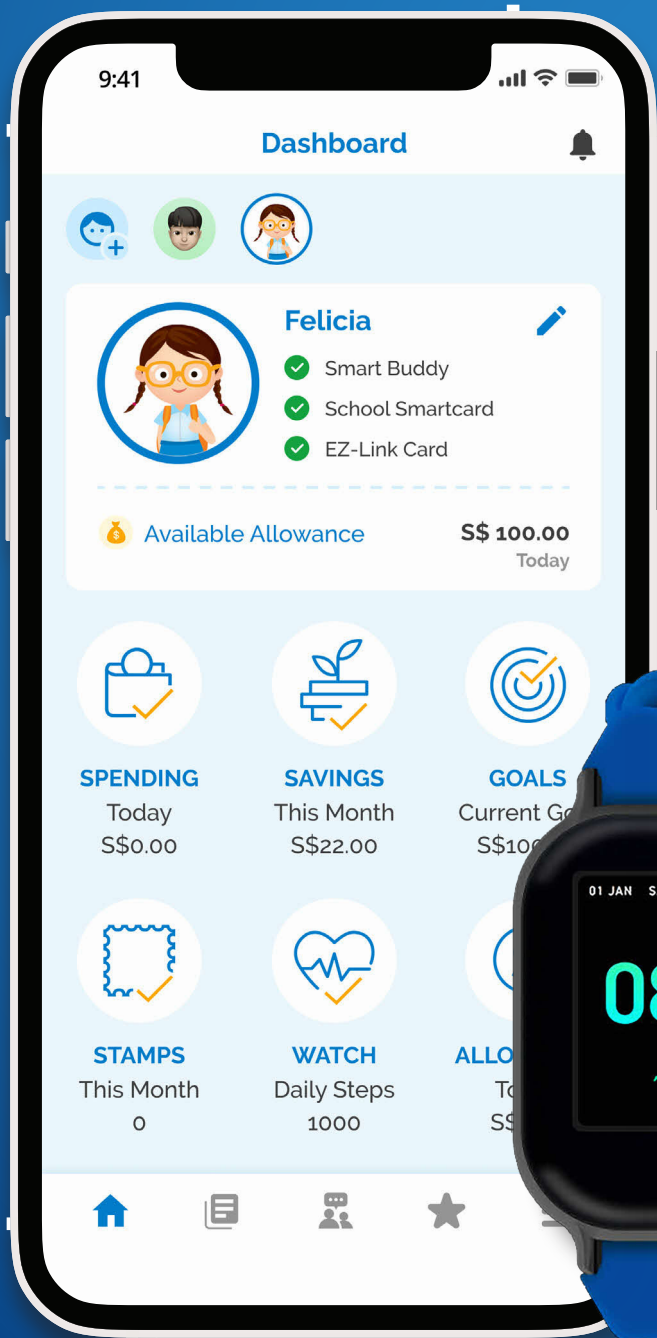 9:41
Dashboard
Felicia
Smart Buddy
School Smartcard
EZ-Link Card
Available Allowance
S$ 100.00
Today
SPENDING
Today
S$0.00
SAVINGS
This Month
S$22.00
GOALS
Current
STAMPS
This Month
0
WATCH
Daily Steps
1000
01 JAN